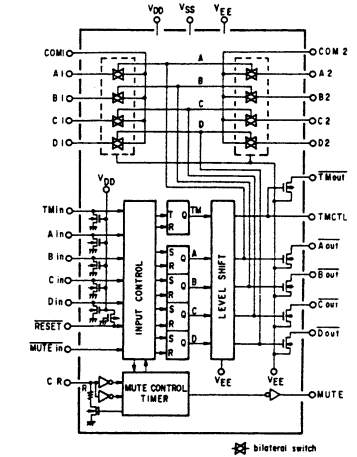 VDD VSS VEE
COM1 COM2
A
A1 A2
B
B1 B2
C
C1 C2
D
D1 D2
VDD TMout
TMin T Q TM TMCTL
R
Ain Aout
S Q A
Bin R Bout
S Q B
Cin R Cout
S Q C
Din R Dout
S Q D
RESET R
MUTE in
INPUT CONTROL
LEVEL SHIFT
VEE VEE
CR R MUTE CONTROL TIMER MUTE
bilateral switch